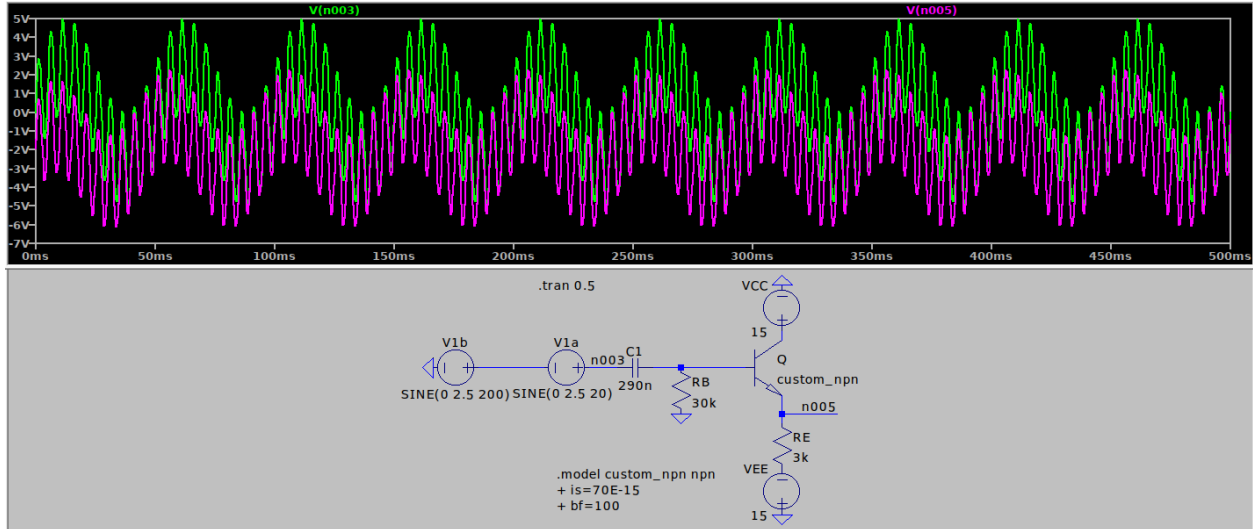 V(n003) V(n005)
5V
4V
3V
2V
1V
0V
-1V
-2V
-3V
-4V
-5V
-6V
-7V
0ms 50ms 100ms 150ms 200ms 250ms 300ms 350ms 400ms 450ms 500ms
.tran 0.5
VCC
15
V1b
SINE(0 2.5 200)
V1a
SINE(0 2.5 20)
n003
C1
290n
RB
30k
Q
custom_npn
n005
RE
3k
VEE
15
.model custom_npn npn
+ is=70E-15
+ bf=100